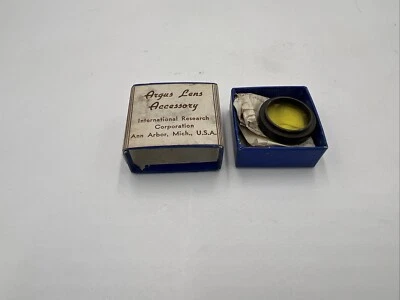 Argus Lens
Accessory
International Research
Corporation
Ann Arbor, Mich., U.S.A.